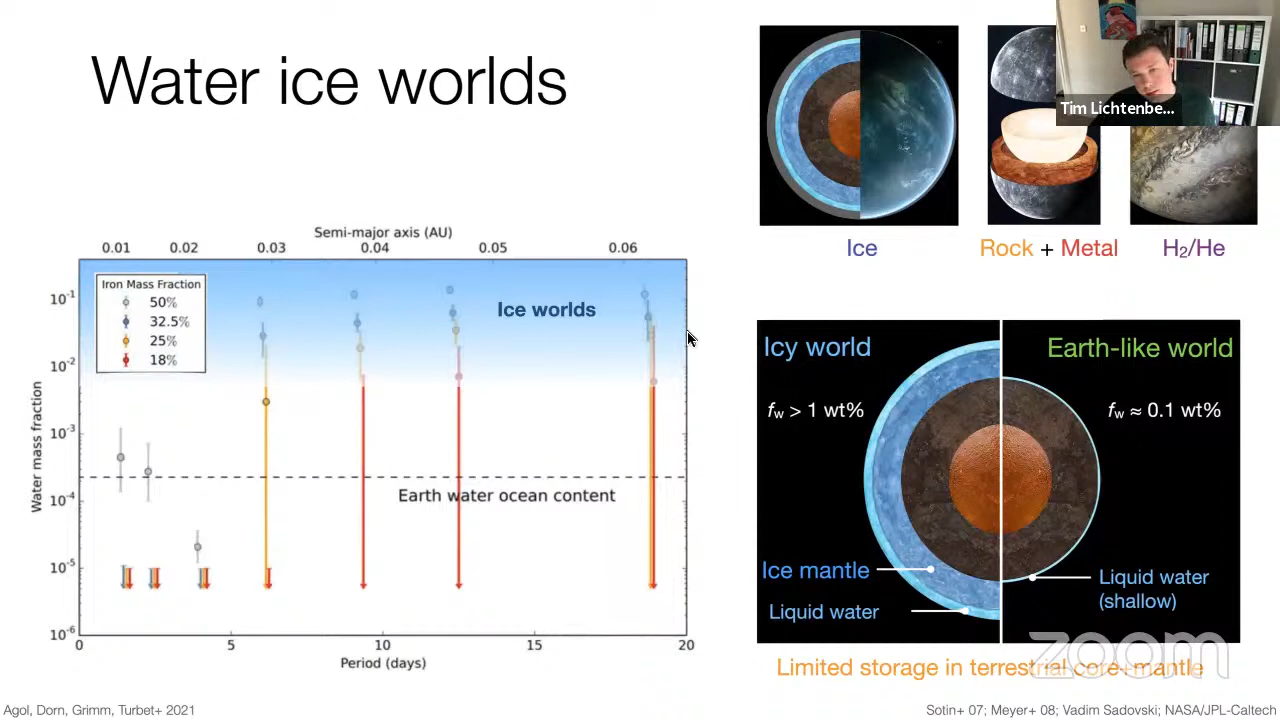 Water ice worlds
Tim Lichtenbe...
Ice
Rock + Metal
H₂/He
Semi-major axis (AU)
0.01 0.02 0.03 0.04 0.05 0.06
Iron Mass Fraction
50%
32.5%
25%
18%
Ice worlds
Earth water ocean content
Water mass fraction
10⁻¹
10⁻²
10⁻³
10⁻⁴
10⁻⁵
10⁻⁶
0 5 10 15 20
Period (days)
Icy world
Earth-like world
fw > 1 wt%
fw ≈ 0.1 wt%
Ice mantle
Liquid water
Liquid water
(shallow)
zoom
Limited storage in terrestrial core+mantle
Agol, Dorn, Grimm, Turbet+ 2021
Sotin+ 07; Meyer+ 08; Vadim Sadovski; NASA/JPL-Caltech